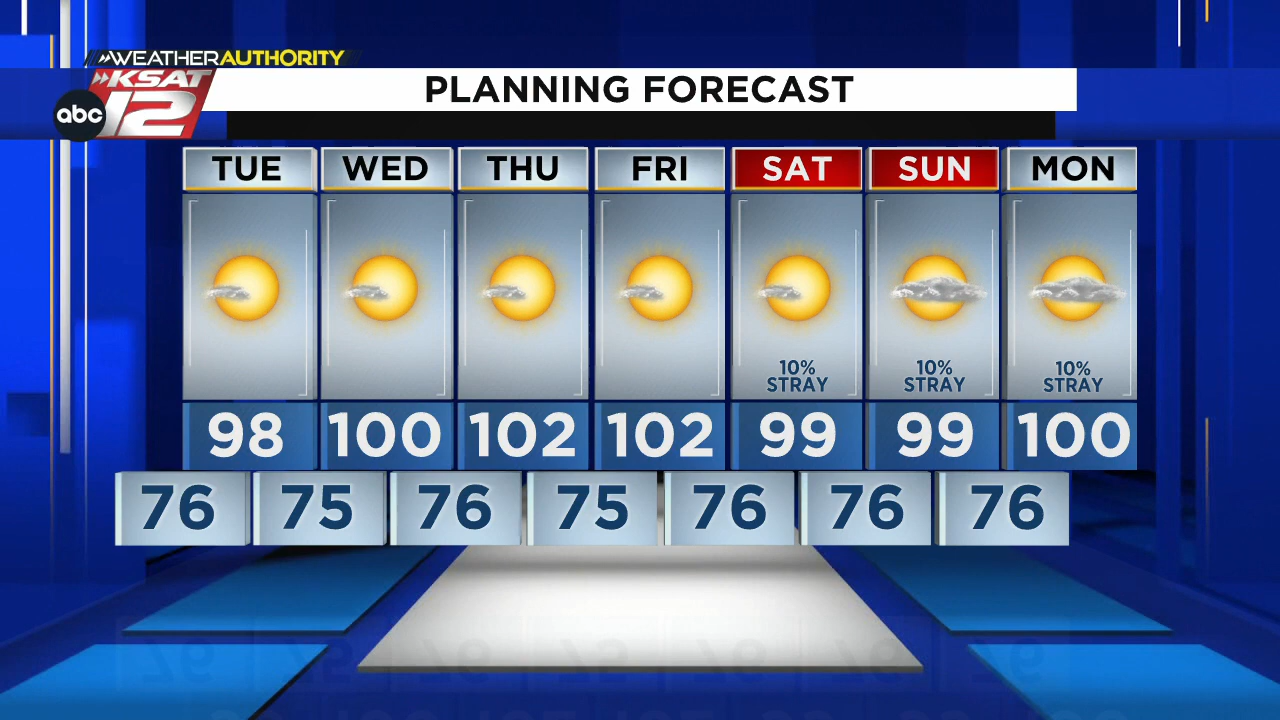 WEATHERAUTHORITY
KSAT
abc 12
PLANNING FORECAST
TUE WED THU FRI SAT SUN MON
10% 10% 10%
STRAY STRAY STRAY
98 100 102 102 99 99 100
76 75 76 75 76 76 76